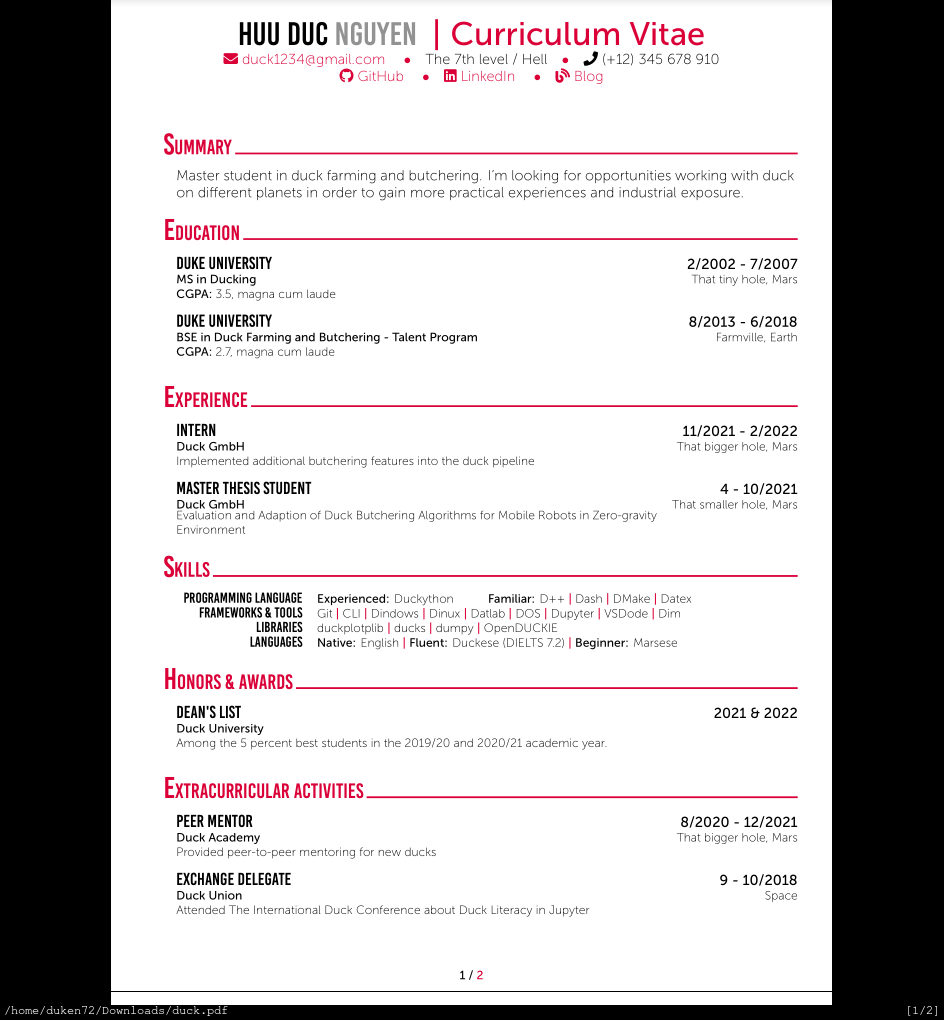 HUU DUC NGUYEN | Curriculum Vitae
duck1234@gmail.com • The 7th level / Hell • (+12) 345 678 910
GitHub • LinkedIn • Blog
SUMMARY
Master student in duck farming and butchering. I'm looking for opportunities working with duck
on different planets in order to gain more practical experiences and industrial exposure.
EDUCATION
DUKE UNIVERSITY 2/2002 - 7/2007
MS in Ducking That tiny hole, Mars
CGPA: 3.5, magna cum laude
DUKE UNIVERSITY 8/2013 - 6/2018
BSE in Duck Farming and Butchering - Talent Program Farmville, Earth
CGPA: 2.7, magna cum laude
EXPERIENCE
INTERN 11/2021 - 2/2022
Duck GmbH That bigger hole, Mars
Implemented additional butchering features into the duck pipeline
MASTER THESIS STUDENT 4 - 10/2021
Duck GmbH That smaller hole, Mars
Evaluation and Adaption of Duck Butchering Algorithms for Mobile Robots in Zero-gravity
Environment
SKILLS
PROGRAMMING LANGUAGE Experienced: Duckython Familiar: D++ | Dash | DMake | Datex
FRAMEWORKS & TOOLS Git | CLI | Dindows | Dinux | Datlab | DOS | Dupyter | VSDode | Dim
LIBRARIES duckplotplib | ducks | dumpy | OpenDUCKIE
LANGUAGES Native: English | Fluent: Duckese (DIELTS 7.2) | Beginner: Marsese
HONORS & AWARDS
DEAN'S LIST 2021 & 2022
Duck University
Among the 5 percent best students in the 2019/20 and 2020/21 academic year.
EXTRACURRICULAR ACTIVITIES
PEER MENTOR 8/2020 - 12/2021
Duck Academy That bigger hole, Mars
Provided peer-to-peer mentoring for new ducks
EXCHANGE DELEGATE 9 - 10/2018
Duck Union Space
Attended The International Duck Conference about Duck Literacy in Jupyter
1 / 2
/home/duken72/Downloads/duck.pdf [1/2]